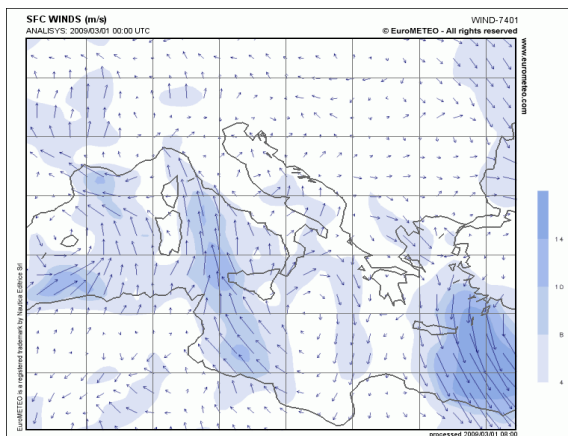 SFC WINDS (m/s)
WIND-7401
ANALISYS: 2009/03/01 00:00 UTC
© EuroMETEO - All rights reserved
www.eurometeo.com
EuroMETEO is a registered trademark by Nautica Editrice Srl
14
10
8
4
processed 2009/03/01 08:00